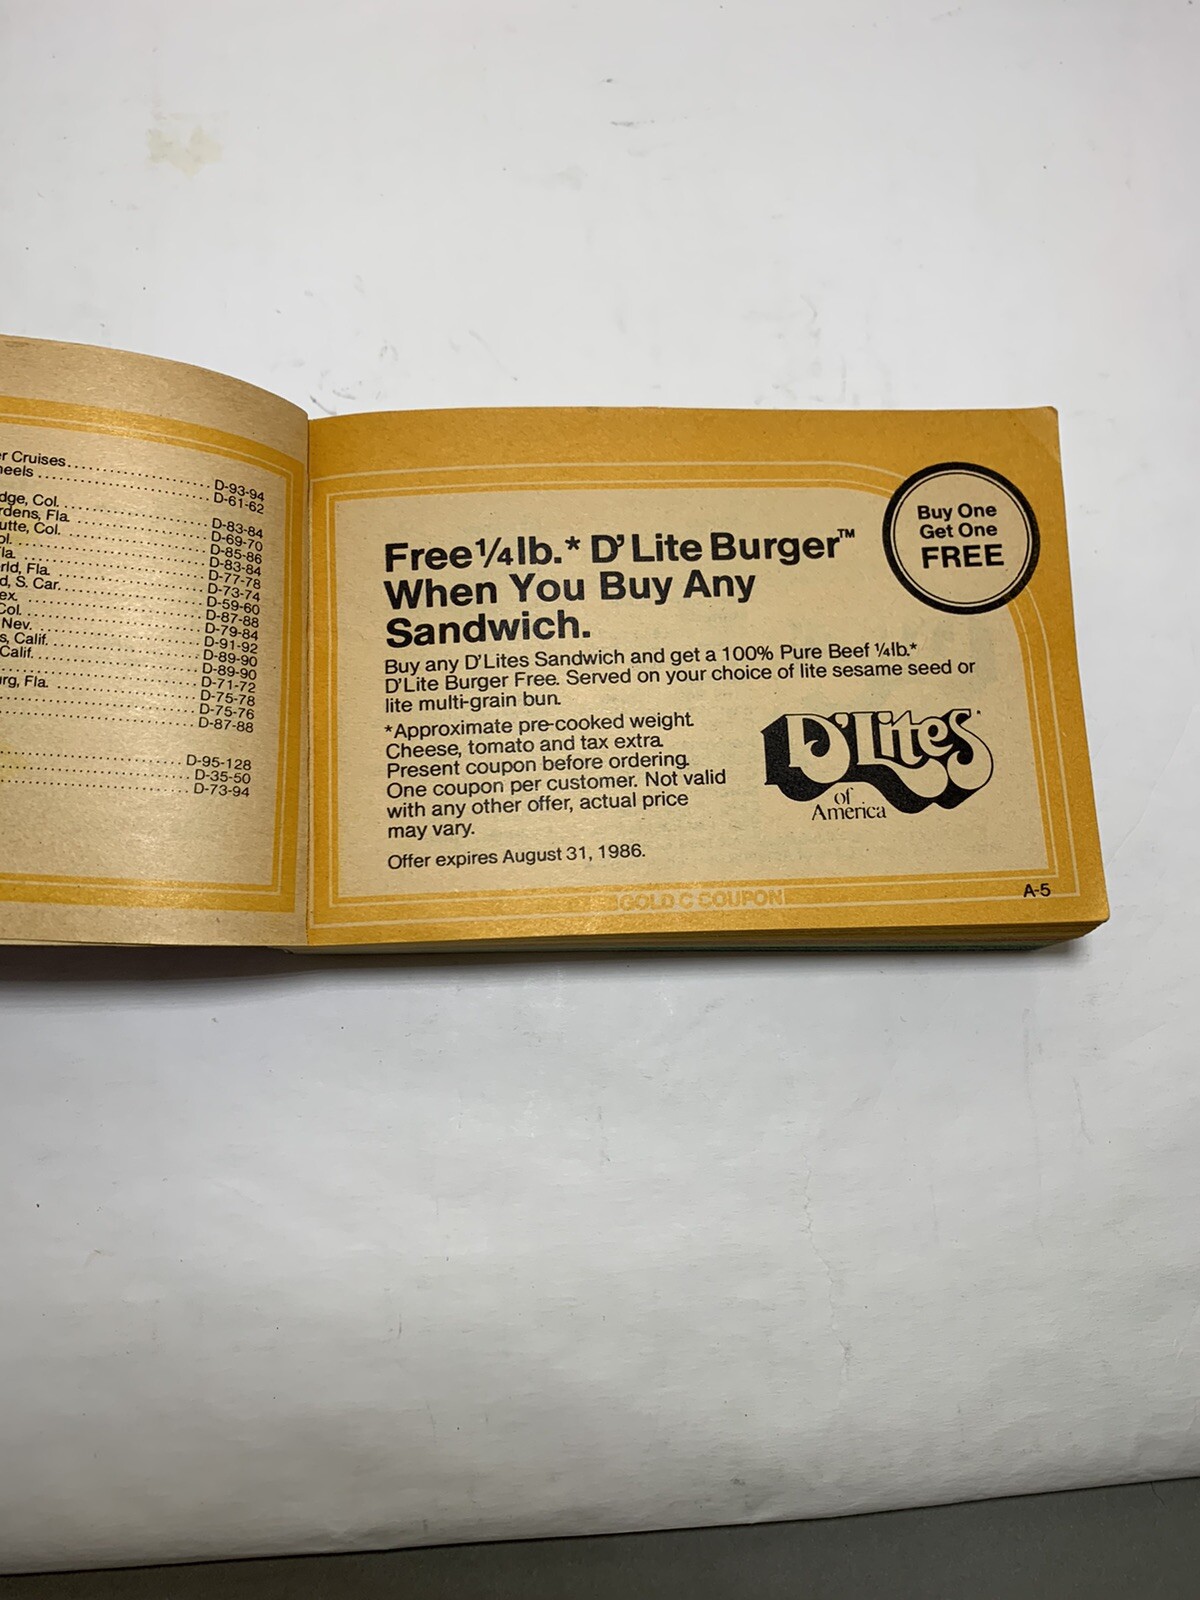 er Cruises D-93-94
heels D-61-62
dge, Col. D-83-84
rdens, Fla. D-69-70
utte, Col. D-85-86
ol. D-83-84
la. D-77-78
rld, Fla. D-73-74
d, S. Car. D-59-60
ex. D-87-88
Col. D-79-84
Nev. D-91-92
s, Calif. D-89-90
Calif. D-89-90
D-71-72
urg, Fla. D-75-78
D-75-76
D-87-88
D-95-128
D-35-50
D-73-94
Buy One
Get One
FREE
Free 1/4 lb.* D'Lite Burger™
When You Buy Any
Sandwich.
Buy any D'Lites Sandwich and get a 100% Pure Beef 1/4 lb.*
D'Lite Burger Free. Served on your choice of lite sesame seed or
lite multi-grain bun.
*Approximate pre-cooked weight.
Cheese, tomato and tax extra.
Present coupon before ordering.
One coupon per customer. Not valid
with any other offer, actual price
may vary.
Offer expires August 31, 1986.
D'Lites
of
America
GOLD C COUPON
A-5